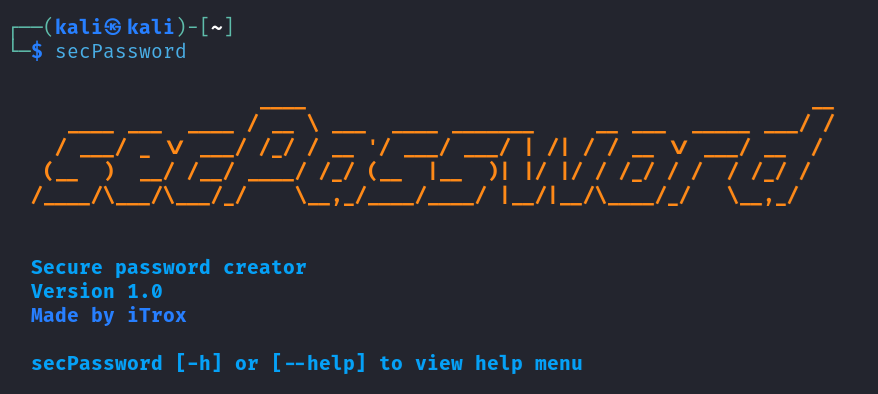 ┌──(kali㉿kali)-[~]
└─$ secPassword
secPassword
Secure password creator
Version 1.0
Made by iTrox
secPassword [-h] or [--help] to view help menu